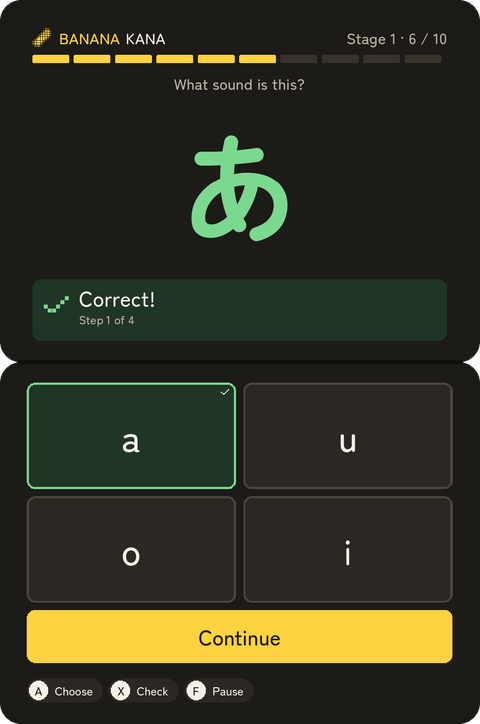 BANANA KANA
Stage 1 · 6 / 10
What sound is this?
あ
Correct!
Step 1 of 4
a
u
o
i
Continue
A Choose X Check F Pause